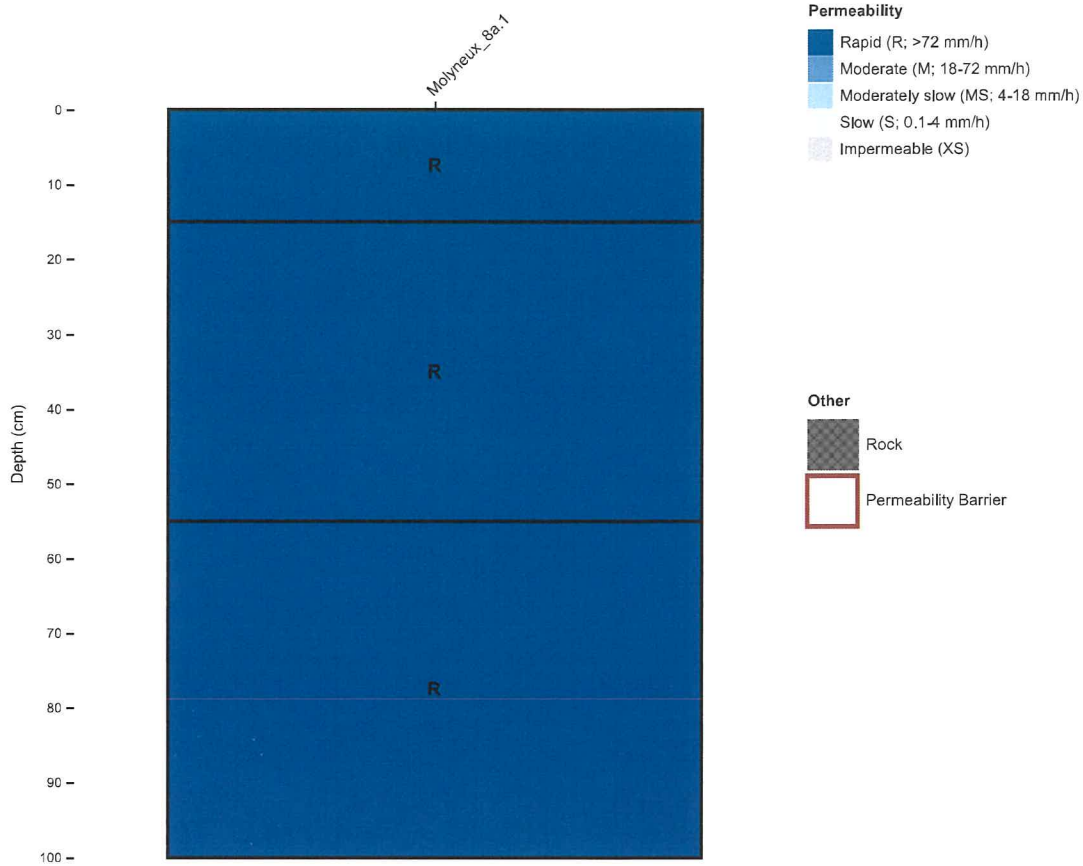 Molyneux_8a.1
Depth (cm)
0
10
20
30
40
50
60
70
80
90
100
R
R
R
Permeability
Rapid (R; >72 mm/h)
Moderate (M; 18-72 mm/h)
Moderately slow (MS; 4-18 mm/h)
Slow (S; 0.1-4 mm/h)
Impermeable (XS)
Other
Rock
Permeability Barrier